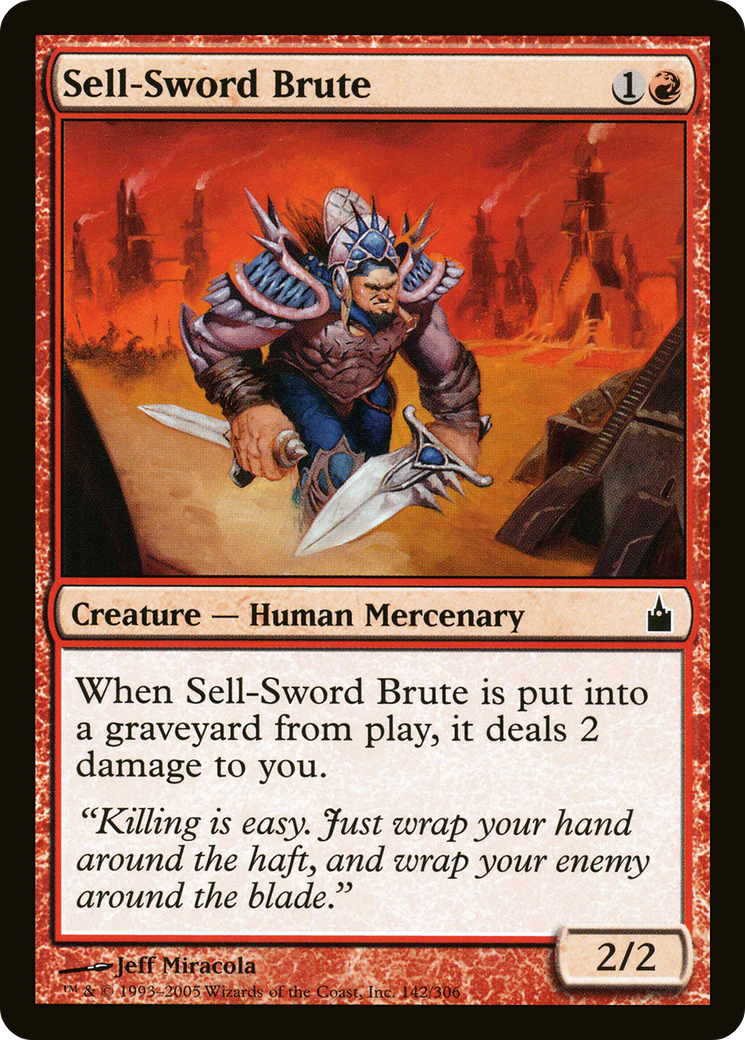 Sell-Sword Brute 1
Creature — Human Mercenary
When Sell-Sword Brute is put into
a graveyard from play, it deals 2
damage to you.
“Killing is easy. Just wrap your hand
around the haft, and wrap your enemy
around the blade.”
2/2
Jeff Miracola
™ & © 1993–2005 Wizards of the Coast, Inc. 142/306